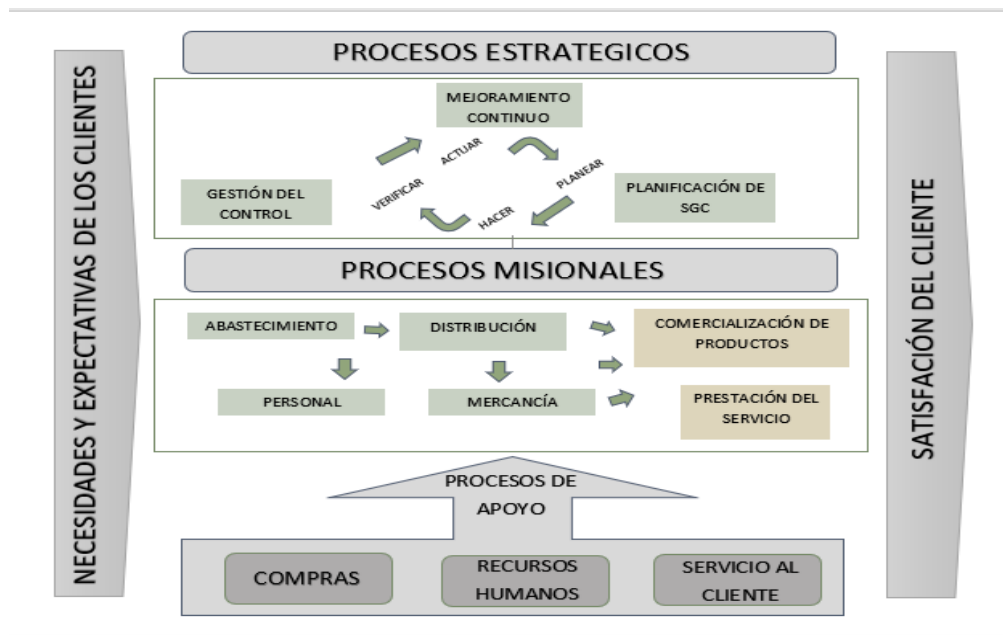 PROCESOS ESTRATEGICOS
MEJORAMIENTO
CONTINUO
ACTUAR
PLANEAR
VERIFICAR
HACER
GESTIÓN DEL
CONTROL
PLANIFICACIÓN DE
SGC
NECESIDADES Y EXPECTATIVAS DE LOS CLIENTES
PROCESOS MISIONALES
ABASTECIMIENTO
DISTRIBUCIÓN
COMERCIALIZACIÓN DE
PRODUCTOS
PERSONAL
MERCANCÍA
PRESTACIÓN DEL
SERVICIO
SATISFACIÓN DEL CLIENTE
PROCESOS DE
APOYO
COMPRAS
RECURSOS
HUMANOS
SERVICIO AL
CLIENTE